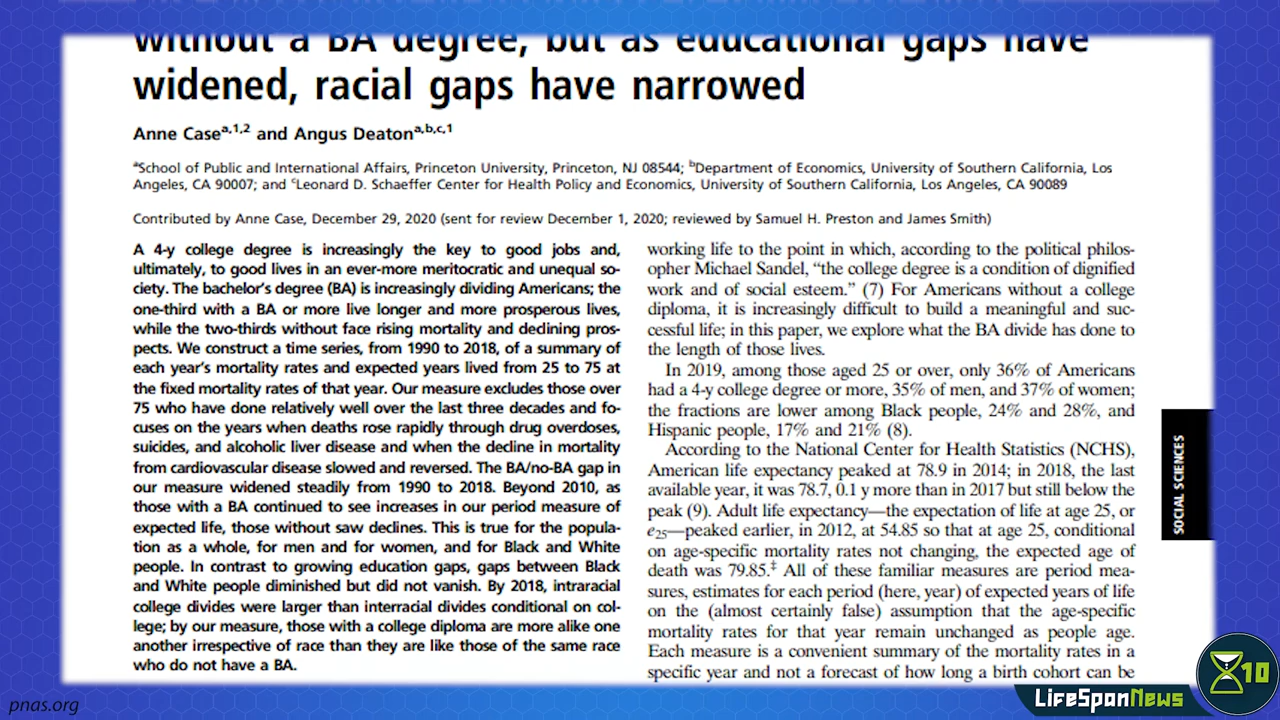 without a BA degree, but as educational gaps have
widened, racial gaps have narrowed
Anne Caseᵃ,¹,² and Angus Deatonᵃ,ᵇ,ᶜ,¹
ᵃSchool of Public and International Affairs, Princeton University, Princeton, NJ 08544; ᵇDepartment of Economics, University of Southern California, Los
Angeles, CA 90007; and ᶜLeonard D. Schaeffer Center for Health Policy and Economics, University of Southern California, Los Angeles, CA 90089
Contributed by Anne Case, December 29, 2020 (sent for review December 1, 2020; reviewed by Samuel H. Preston and James Smith)
A 4-y college degree is increasingly the key to good jobs and,
ultimately, to good lives in an ever-more meritocratic and unequal so-
ciety. The bachelor's degree (BA) is increasingly dividing Americans; the
one-third with a BA or more live longer and more prosperous lives,
while the two-thirds without face rising mortality and declining pros-
pects. We construct a time series, from 1990 to 2018, of a summary of
each year's mortality rates and expected years lived from 25 to 75 at
the fixed mortality rates of that year. Our measure excludes those over
75 who have done relatively well over the last three decades and fo-
cuses on the years when deaths rose rapidly through drug overdoses,
suicides, and alcoholic liver disease and when the decline in mortality
from cardiovascular disease slowed and reversed. The BA/no-BA gap in
our measure widened steadily from 1990 to 2018. Beyond 2010, as
those with a BA continued to see increases in our period measure of
expected life, those without saw declines. This is true for the popula-
tion as a whole, for men and for women, and for Black and White
people. In contrast to growing education gaps, gaps between Black
and White people diminished but did not vanish. By 2018, intraracial
college divides were larger than interracial divides conditional on col-
lege; by our measure, those with a college diploma are more alike one
another irrespective of race than they are like those of the same race
who do not have a BA.
working life to the point in which, according to the political philos-
opher Michael Sandel, “the college degree is a condition of dignified
work and of social esteem.” (7) For Americans without a college
diploma, it is increasingly difficult to build a meaningful and suc-
cessful life; in this paper, we explore what the BA divide has done to
the length of those lives.
In 2019, among those aged 25 or over, only 36% of Americans
had a 4-y college degree or more, 35% of men, and 37% of women;
the fractions are lower among Black people, 24% and 28%, and
Hispanic people, 17% and 21% (8).
According to the National Center for Health Statistics (NCHS),
American life expectancy peaked at 78.9 in 2014; in 2018, the last
available year, it was 78.7, 0.1 y more than in 2017 but still below the
peak (9). Adult life expectancy—the expectation of life at age 25, or
e₂₅—peaked earlier, in 2012, at 54.85 so that at age 25, conditional
on age-specific mortality rates not changing, the expected age of
death was 79.85.‡ All of these familiar measures are period mea-
sures, estimates for each period (here, year) of expected years of life
on the (almost certainly false) assumption that the age-specific
mortality rates for that year remain unchanged as people age.
Each measure is a convenient summary of the mortality rates in a
specific year and not a forecast of how long a birth cohort can be
SOCIAL SCIENCES
10
LifeSpanNews
pnas.org